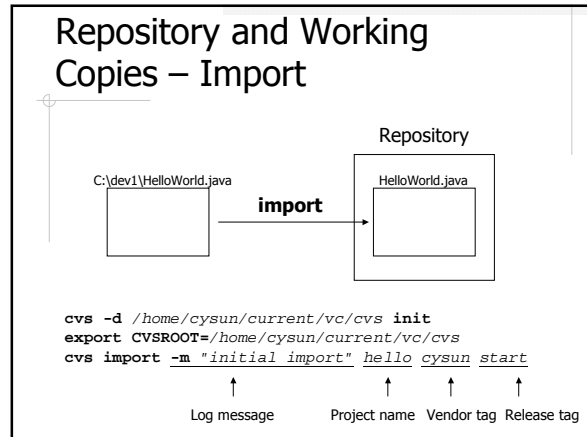 Repository and Working
Copies – Import
Repository
C:\dev1\HelloWorld.java
HelloWorld.java
import
cvs -d /home/cysun/current/vc/cvs init
export CVSROOT=/home/cysun/current/vc/cvs
cvs import -m "initial import" hello cysun start
Log message
Project name
Vendor tag
Release tag